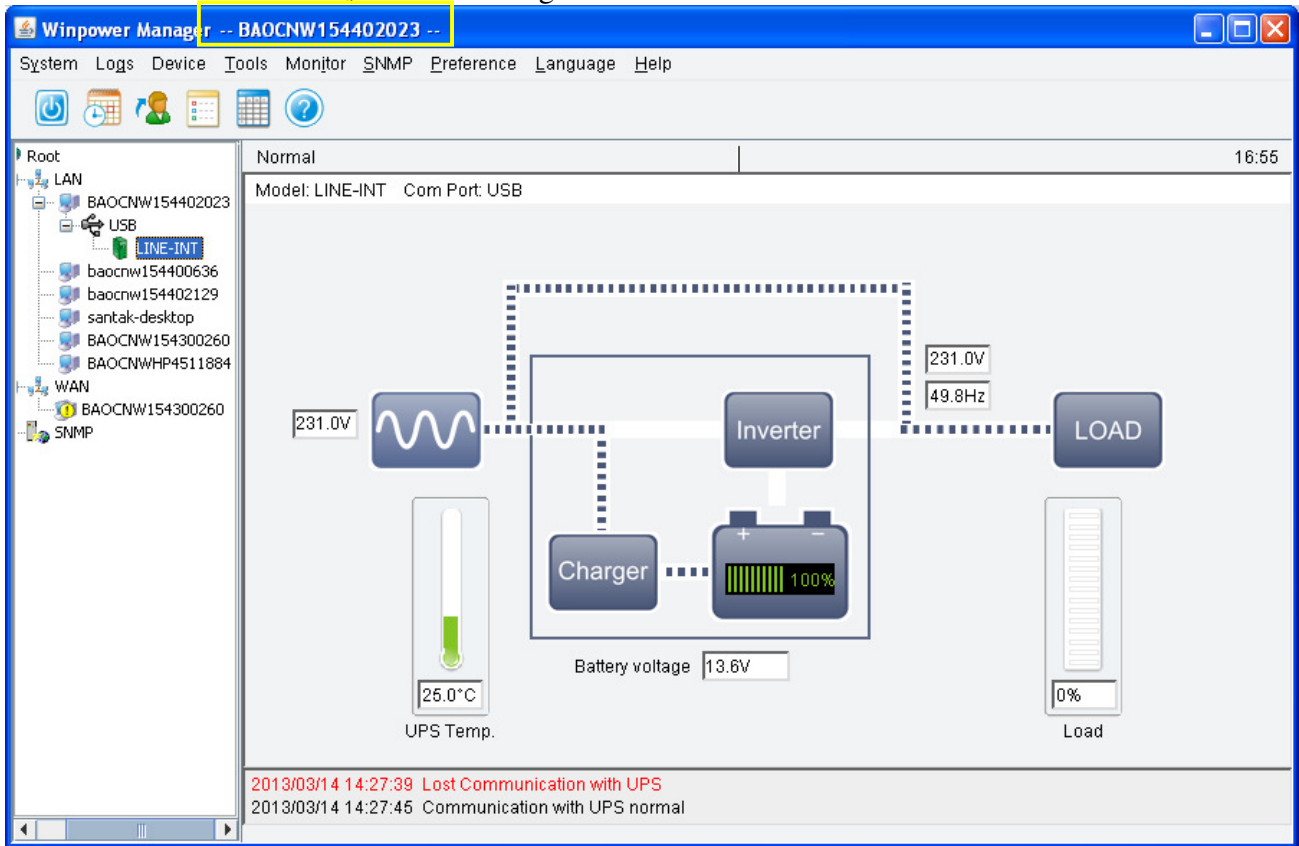 Winpower Manager -- BAOCNW154402023 --
System Logs Device Tools Monitor SNMP Preference Language Help
Root
LAN
BAOCNW154402023
USB
LINE-INT
baocnw154400636
baocnw154402129
santak-desktop
BAOCNW154300260
BAOCNWHP4511884
WAN
BAOCNW154300260
SNMP
Normal 16:55
Model: LINE-INT Com Port: USB
231.0V
49.8Hz
231.0V
Inverter
LOAD
Charger
+ −
100%
Battery voltage 13.6V
25.0°C
UPS Temp.
0%
Load
2013/03/14 14:27:39 Lost Communication with UPS
2013/03/14 14:27:45 Communication with UPS normal